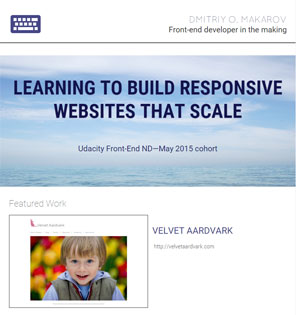 DMITRIY O. MAKAROV
Front-end developer in the making
LEARNING TO BUILD RESPONSIVE
WEBSITES THAT SCALE
Udacity Front-End ND—May 2015 cohort
Featured Work
Velvet Aardvark
VELVET AARDVARK
http://velvetaardvark.com